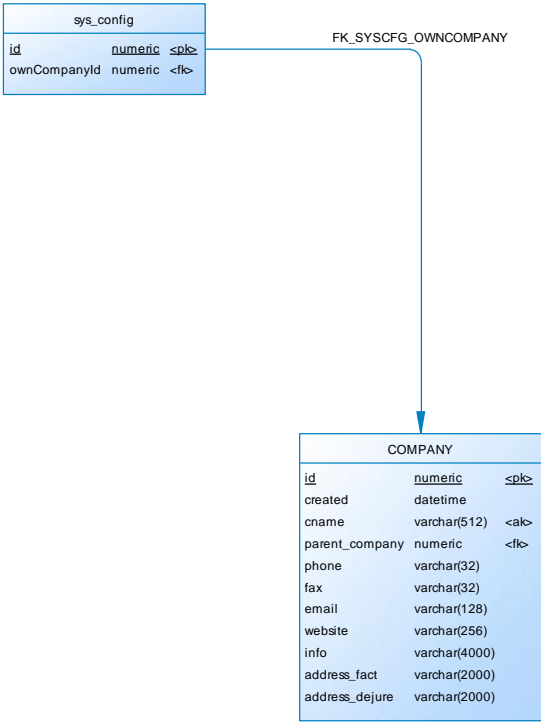 sys_config
id numeric <pk>
ownCompanyId numeric <fk>
FK_SYSCFG_OWNCOMPANY
COMPANY
id numeric <pk>
created datetime
cname varchar(512) <ak>
parent_company numeric <fk>
phone varchar(32)
fax varchar(32)
email varchar(128)
website varchar(256)
info varchar(4000)
address_fact varchar(2000)
address_dejure varchar(2000)